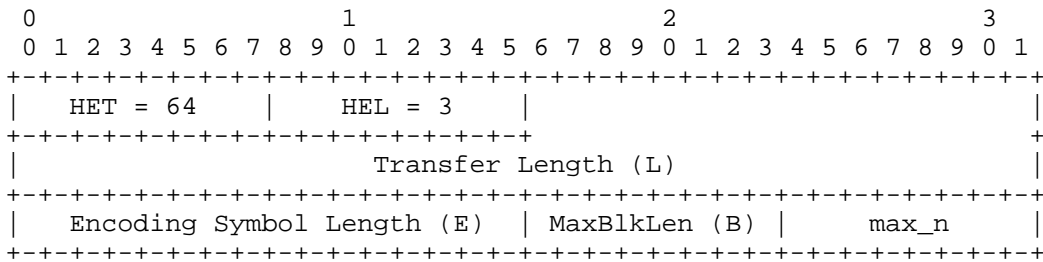 0                   1                   2                   3
 0 1 2 3 4 5 6 7 8 9 0 1 2 3 4 5 6 7 8 9 0 1 2 3 4 5 6 7 8 9 0 1
+-+-+-+-+-+-+-+-+-+-+-+-+-+-+-+-+-+-+-+-+-+-+-+-+-+-+-+-+-+-+-+-+
|   HET = 64    |    HEL = 3    |                               |
+-+-+-+-+-+-+-+-+-+-+-+-+-+-+-+-+                               +
|                      Transfer Length (L)                      |
+-+-+-+-+-+-+-+-+-+-+-+-+-+-+-+-+-+-+-+-+-+-+-+-+-+-+-+-+-+-+-+-+
|   Encoding Symbol Length (E)  | MaxBlkLen (B) |     max_n     |
+-+-+-+-+-+-+-+-+-+-+-+-+-+-+-+-+-+-+-+-+-+-+-+-+-+-+-+-+-+-+-+-+